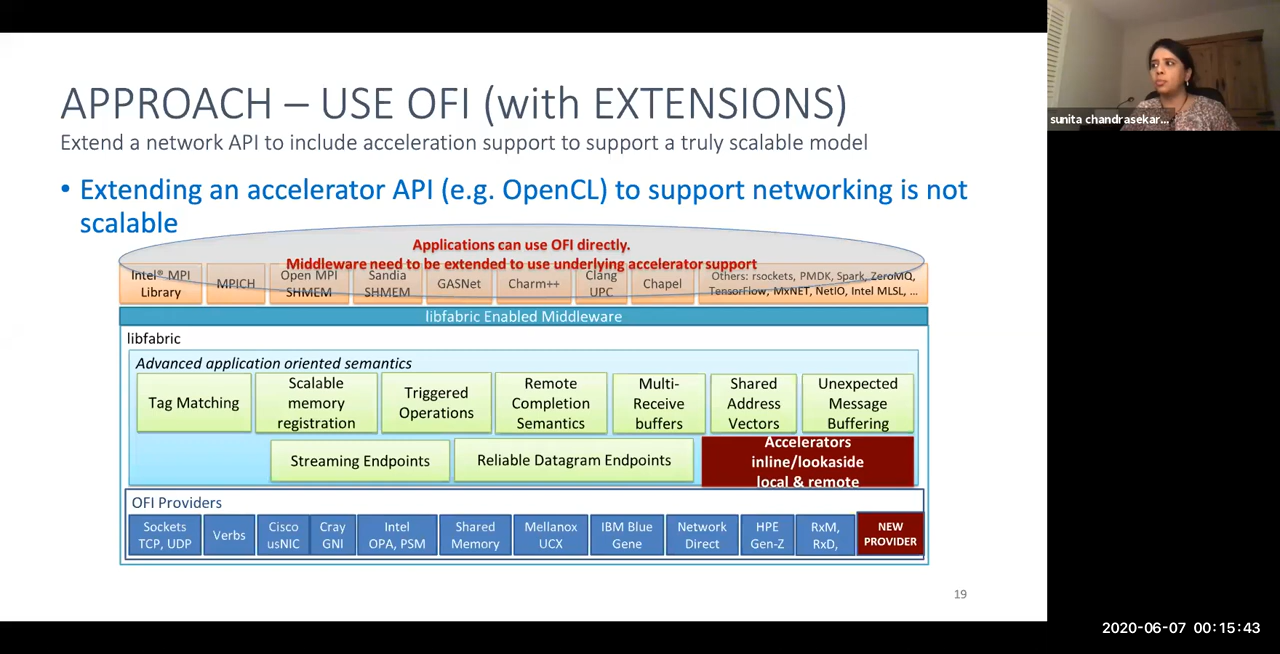 APPROACH – USE OFI (with EXTENSIONS)
Extend a network API to include acceleration support to support a truly scalable model
• Extending an accelerator API (e.g. OpenCL) to support networking is not
scalable
Applications can use OFI directly.
Middleware need to be extended to use underlying accelerator support
Intel® MPI
Library
MPICH
Open MPI
SHMEM
Sandia
SHMEM
GASNet
Charm++
Clang
UPC
Chapel
Others: rsockets, PMDK, Spark, ZeroMQ,
TensorFlow, MxNET, NetIO, Intel MLSL, ...
libfabric Enabled Middleware
libfabric
Advanced application oriented semantics
Tag Matching
Scalable
memory
registration
Triggered
Operations
Remote
Completion
Semantics
Multi-
Receive
buffers
Shared
Address
Vectors
Unexpected
Message
Buffering
Streaming Endpoints
Reliable Datagram Endpoints
Accelerators
inline/lookaside
local & remote
OFI Providers
Sockets
TCP, UDP
Verbs
Cisco
usNIC
Cray
GNI
Intel
OPA, PSM
Shared
Memory
Mellanox
UCX
IBM Blue
Gene
Network
Direct
HPE
Gen-Z
RxM,
RxD,
NEW
PROVIDER
19
sunita chandrasekar...
2020-06-07 00:15:43